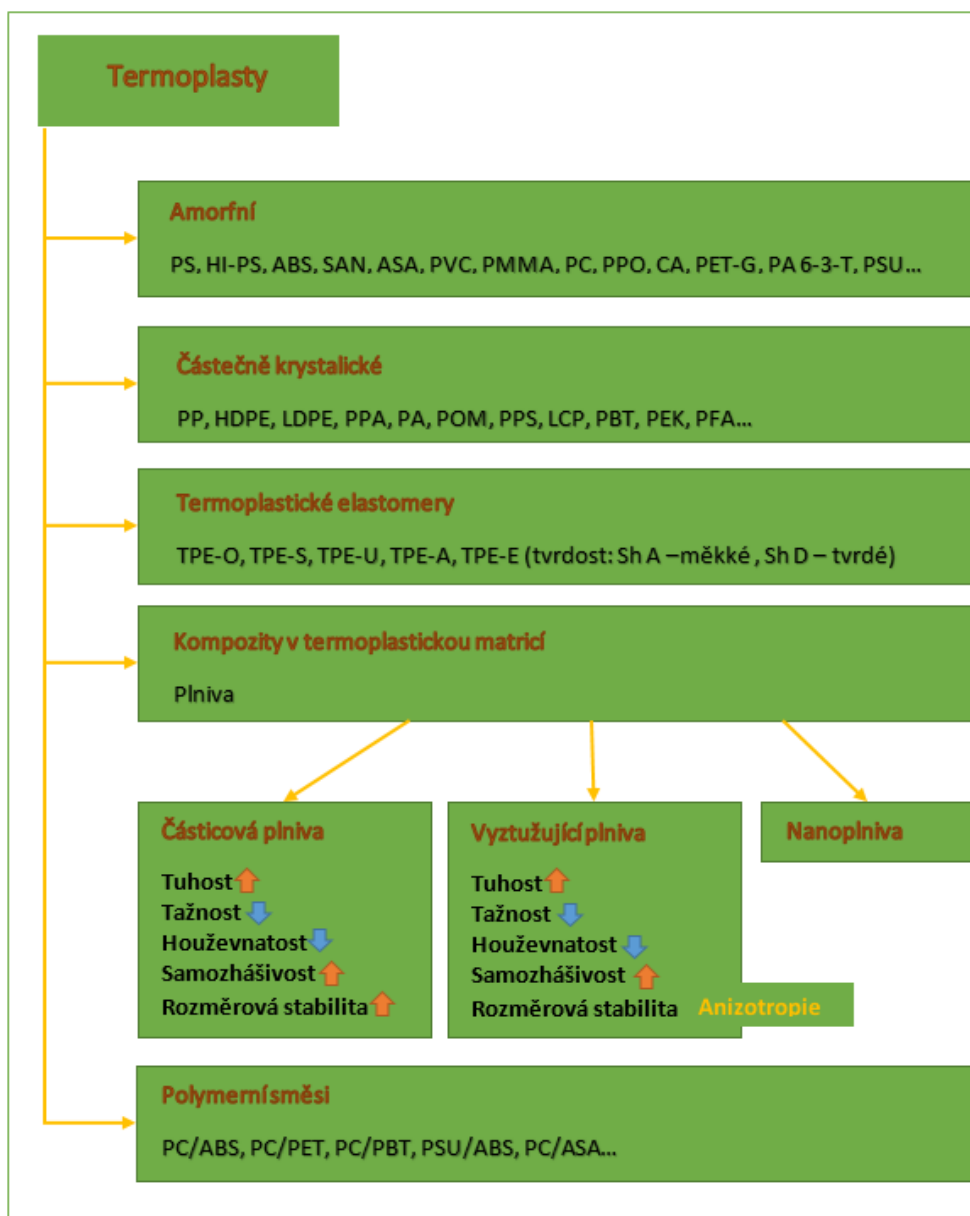 Termoplasty
Amorfní
PS, HI-PS, ABS, SAN, ASA, PVC, PMMA, PC, PPO, CA, PET-G, PA 6-3-T, PSU…
Částečně krystalické
PP, HDPE, LDPE, PPA, PA, POM, PPS, LCP, PBT, PEK, PFA…
Termoplastické elastomery
TPE-O, TPE-S, TPE-U, TPE-A, TPE-E (tvrdost: Sh A –měkké , Sh D – tvrdé)
Kompozity v termoplastickou matricí
Plniva
Částicová plniva
Tuhost
Tažnost
Houževnatost
Samozhášivost
Rozměrová stabilita
Vyztužující plniva
Tuhost
Tažnost
Houževnatost
Samozhášivost
Rozměrová stabilita Anizotropie
Nanoplniva
Polymerní směsi
PC/ABS, PC/PET, PC/PBT, PSU/ABS, PC/ASA…